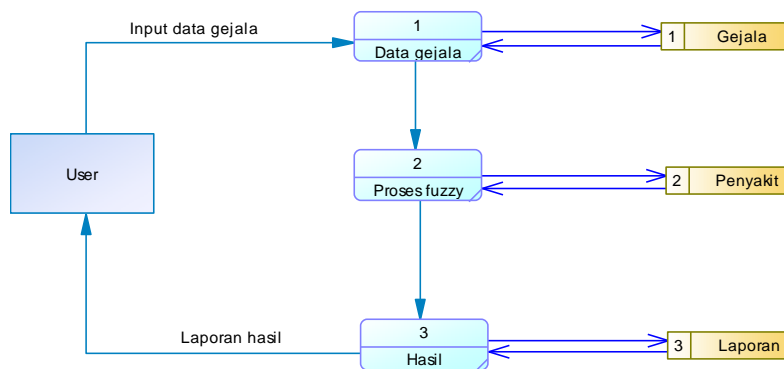 Input data gejala
1
Data gejala
1 Gejala
User
2
Proses fuzzy
2 Penyakit
Laporan hasil
3
Hasil
3 Laporan